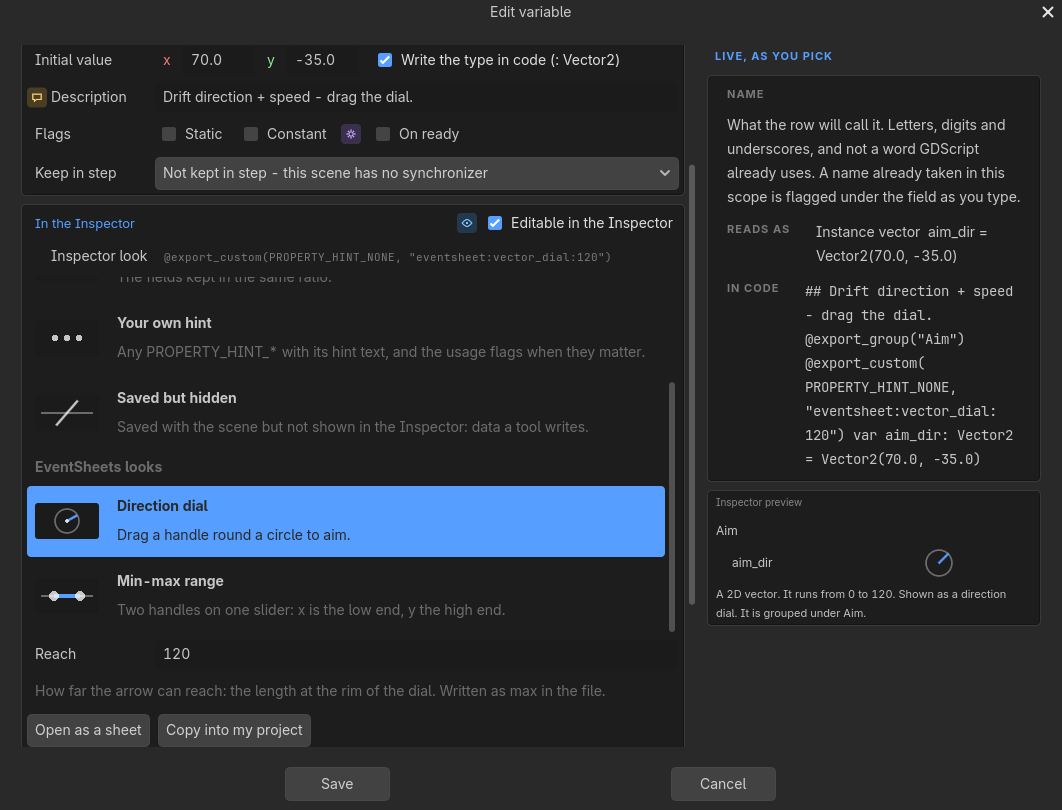 Edit variable
Initial value x 70.0 y -35.0 Write the type in code (: Vector2)
Description Drift direction + speed - drag the dial.
Flags Static Constant On ready
Keep in step Not kept in step - this scene has no synchronizer
In the Inspector Editable in the Inspector
Inspector look @export_custom(PROPERTY_HINT_NONE, "eventsheet:vector_dial:120")
The fields kept in the same ratio.
Your own hint
Any PROPERTY_HINT_* with its hint text, and the usage flags when they matter.
Saved but hidden
Saved with the scene but not shown in the Inspector: data a tool writes.
EventSheets looks
Direction dial
Drag a handle round a circle to aim.
Min-max range
Two handles on one slider: x is the low end, y the high end.
Reach 120
How far the arrow can reach: the length at the rim of the dial. Written as max in the file.
Open as a sheet Copy into my project
LIVE, AS YOU PICK
NAME
What the row will call it. Letters, digits and
underscores, and not a word GDScript
already uses. A name already taken in this
scope is flagged under the field as you type.
READS AS Instance vector aim_dir =
Vector2(70.0, -35.0)
IN CODE ## Drift direction + speed
- drag the dial.
@export_group("Aim")
@export_custom(
PROPERTY_HINT_NONE,
"eventsheet:vector_dial:
120") var aim_dir: Vector2
= Vector2(70.0, -35.0)
Inspector preview
Aim
aim_dir
A 2D vector. It runs from 0 to 120. Shown as a direction
dial. It is grouped under Aim.
Save Cancel